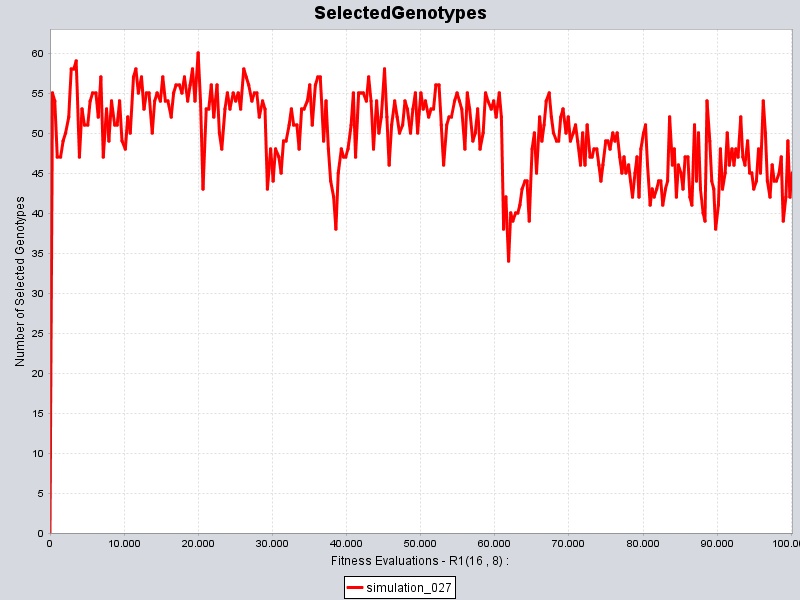 SelectedGenotypes
Number of Selected Genotypes
60
55
50
45
40
35
30
25
20
15
10
5
0
0 10.000 20.000 30.000 40.000 50.000 60.000 70.000 80.000 90.000 100.00
Fitness Evaluations - R1(16 , 8) :
simulation_027